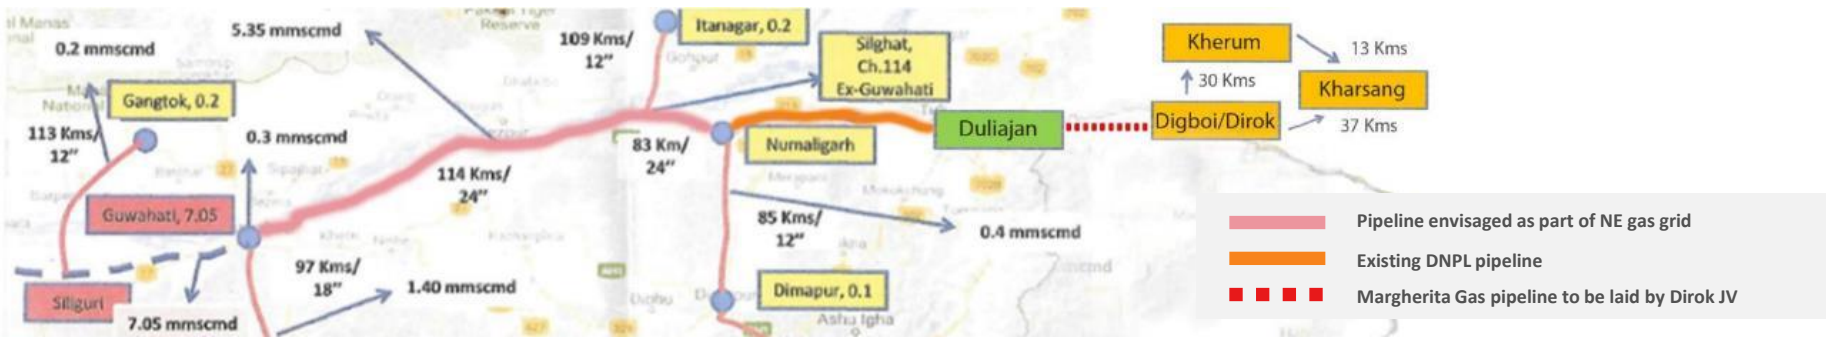 0.2 mmscmd
5.35 mmscmd
109 Kms/
12"
Itanagar, 0.2
Silghat,
Ch.114
Ex-Guwahati
Kherum
13 Kms
30 Kms
Kharsang
Digboi/Dirok
37 Kms
Duliajan
Reserve
Gohpur
Gangtok, 0.2
113 Kms/
12"
0.3 mmscmd
83 Km/
24"
Numaligarh
114 Kms/
24"
Guwahati, 7.05
85 Kms/
12"
0.4 mmscmd
97 Kms/
18"
1.40 mmscmd
Siliguri
7.05 mmscmd
Dimapur, 0.1
Ashu Igha
Pipeline envisaged as part of NE gas grid
Existing DNPL pipeline
Margherita Gas pipeline to be laid by Dirok JV